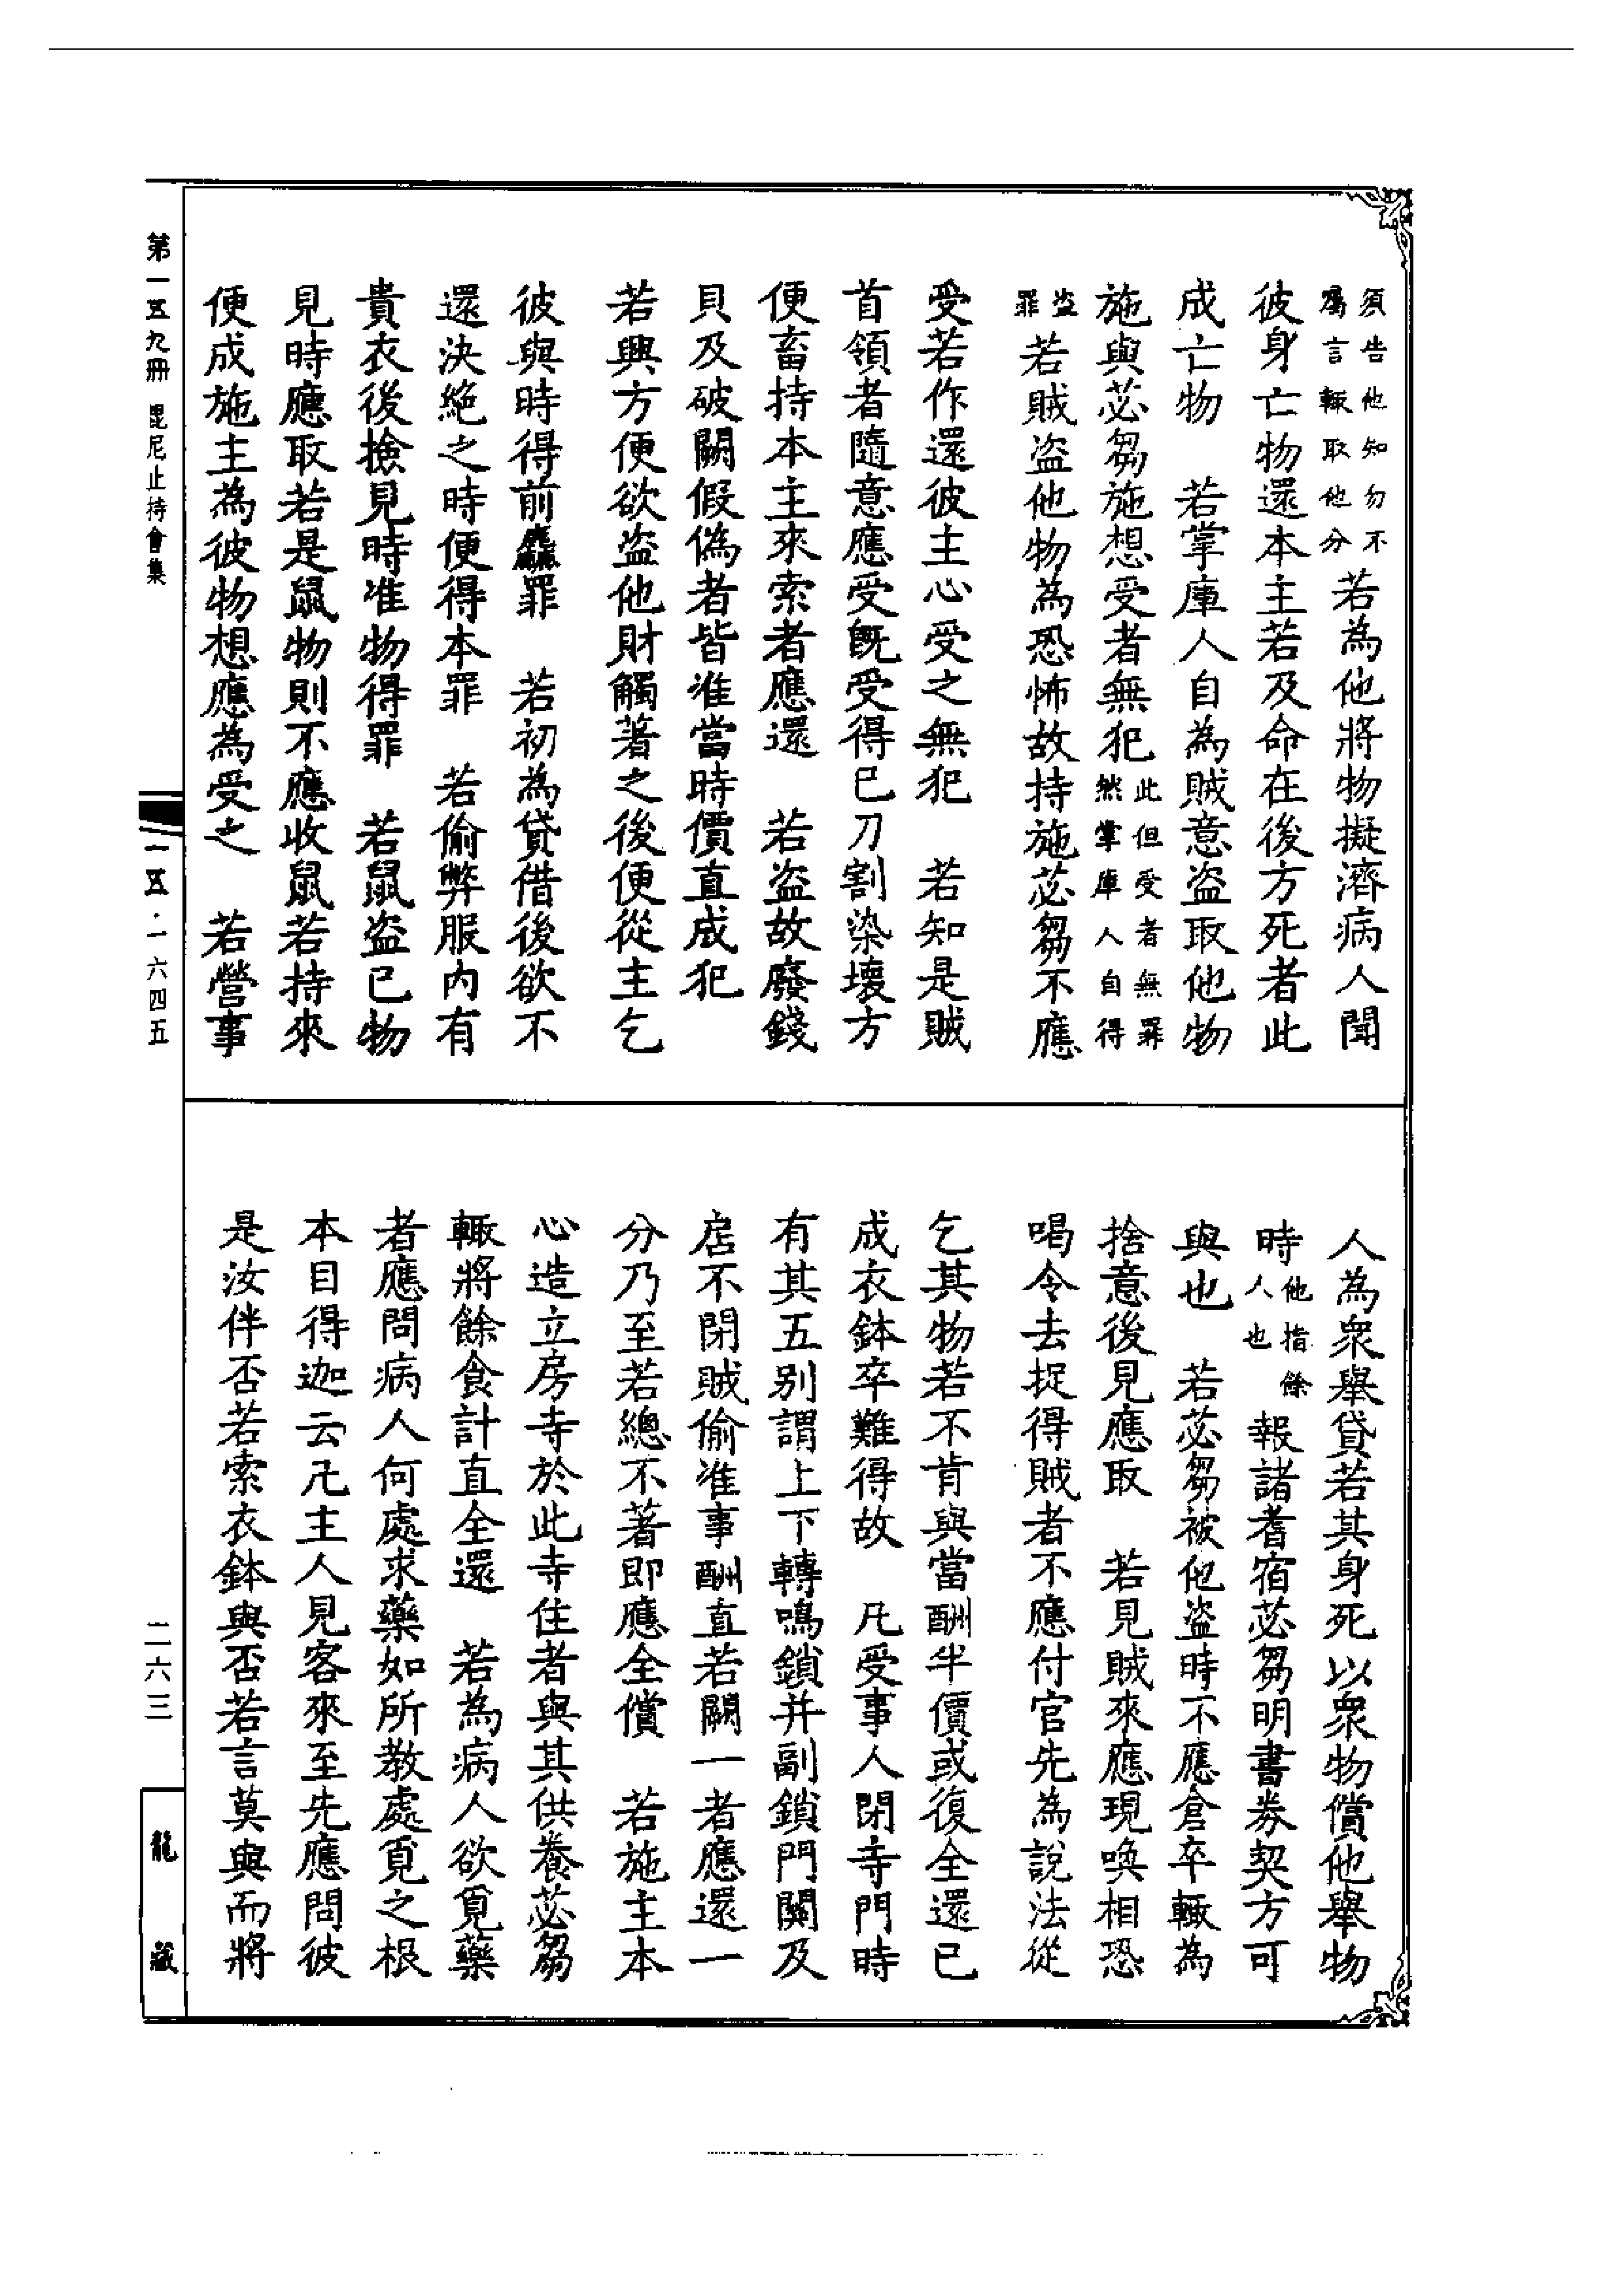 須告他知勿不
屬言輙取他分
若為他將物擬濟病人聞
彼身亡物還本主若及命在後方死者此
成亡物　若掌庫人自為賊意盜取他物
施與苾芻施想受者無犯
此但受者無罪
然掌庫人自得
盜
罪
若賊盜他物為恐怖故持施苾芻不應
受若作還彼主心受之無犯　若知是賊
首領者隨意應受旣受得已刀割染壞方
便畜持本主來索者應還　若盜故廢錢
貝及破闕假偽者皆准當時價直成犯
若興方便欲盜他財觸著之後便從主乞
彼與時得前麤罪　若初為貸借後欲不
還決絕之時便得本罪　若偷弊服內有
貴衣後撿見時准物得罪　若鼠盜已物
見時應取若是鼠物則不應收鼠若持來
便成施主為彼物想應為受之　若營事
人為眾舉貸若其身死以眾物償他舉物
時
他指餘
人也
報諸耆宿苾芻明書券契方可
與也　若苾芻被他盜時不應倉卒輙為
捨意後見應取　若見賊來應現喚相恐
喝令去捉得賊者不應付官先為說法從
乞其物若不肯與當酬半價或復全還已
成衣鉢卒難得故　凡受事人閉寺門時
有其五別謂上下轉鳴鎖并副鎖門關及
扂不閉賊偷准事酬直若闕一者應還一
分乃至若總不著即應全償　若施主本
心造立房寺於此寺住者與其供養苾芻
輙將餘食計直全還　若為病人欲覓藥
者應問病人何處求藥如所教處覓之根
本目得迦云凡主人見客來至先應問彼
是汝伴否若索衣鉢與否若言莫與而將
第一五九冊　毘尼止持會集
一五·一六四五
二六三
龍藏